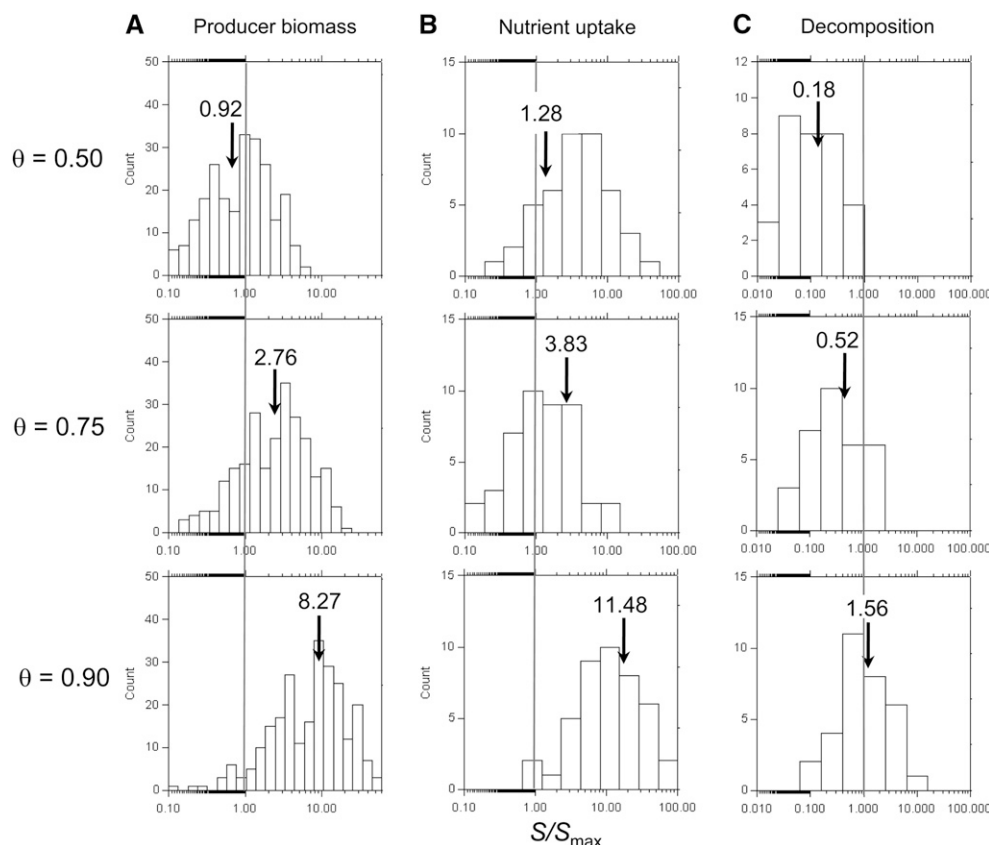 A Producer biomass B Nutrient uptake C Decomposition
θ = 0.50
50
40
30
20
10
0
Count
0.92
0.10 1.00 10.00
15
10
5
0
Count
1.28
0.10 1.00 10.00 100.00
12
10
8
6
4
2
0
0.18
0.010 0.100 1.000 10.000 100.00
θ = 0.75
50
40
30
20
10
0
Count
2.76
0.10 1.00 10.00
15
10
5
0
Count
3.83
0.10 1.00 10.00 100.00
15
10
5
0
0.52
0.010 0.100 1.000 10.000 100.00
θ = 0.90
50
40
30
20
10
0
Count
8.27
0.10 1.00 10.00
15
10
5
0
Count
11.48
0.10 1.00 10.00 100.00
15
10
5
0
1.56
0.010 0.100 1.000 10.000 100.00
S/Smax